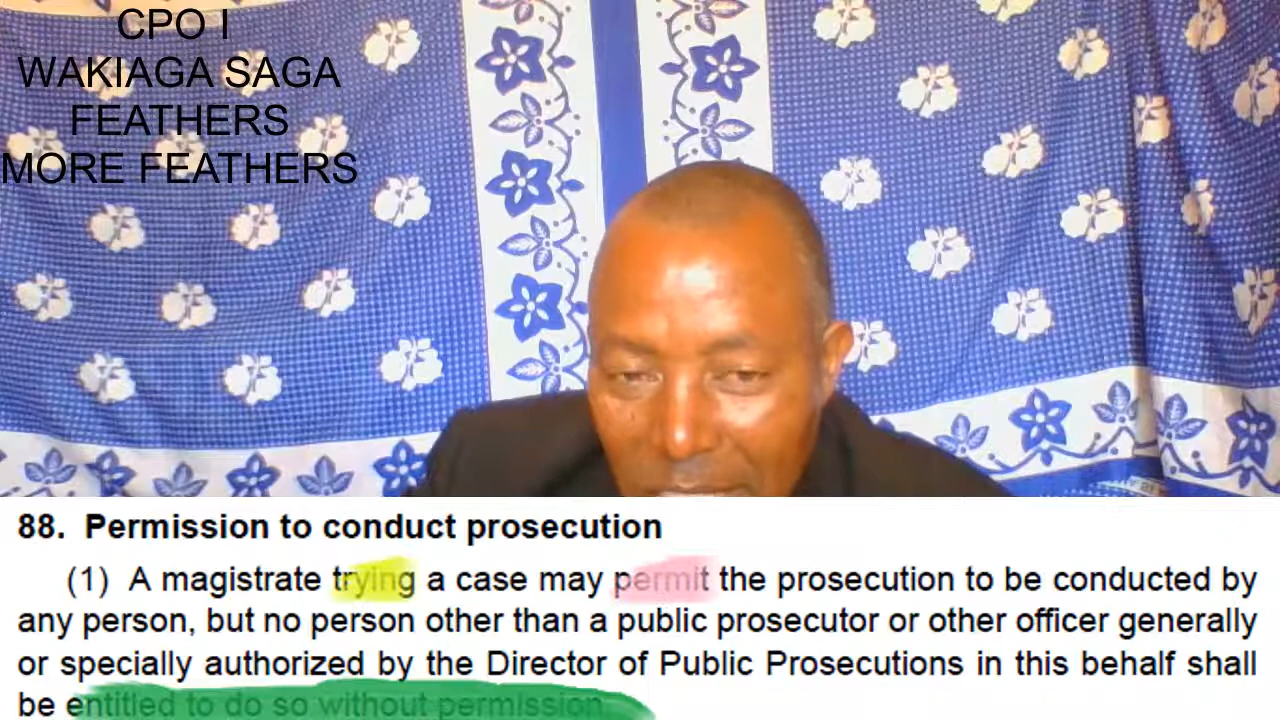 CPO I
WAKIAGA SAGA
FEATHERS
MORE FEATHERS
88. Permission to conduct prosecution
(1) A magistrate trying a case may permit the prosecution to be conducted by
any person, but no person other than a public prosecutor or other officer generally
or specially authorized by the Director of Public Prosecutions in this behalf shall
be entitled to do so without permission.